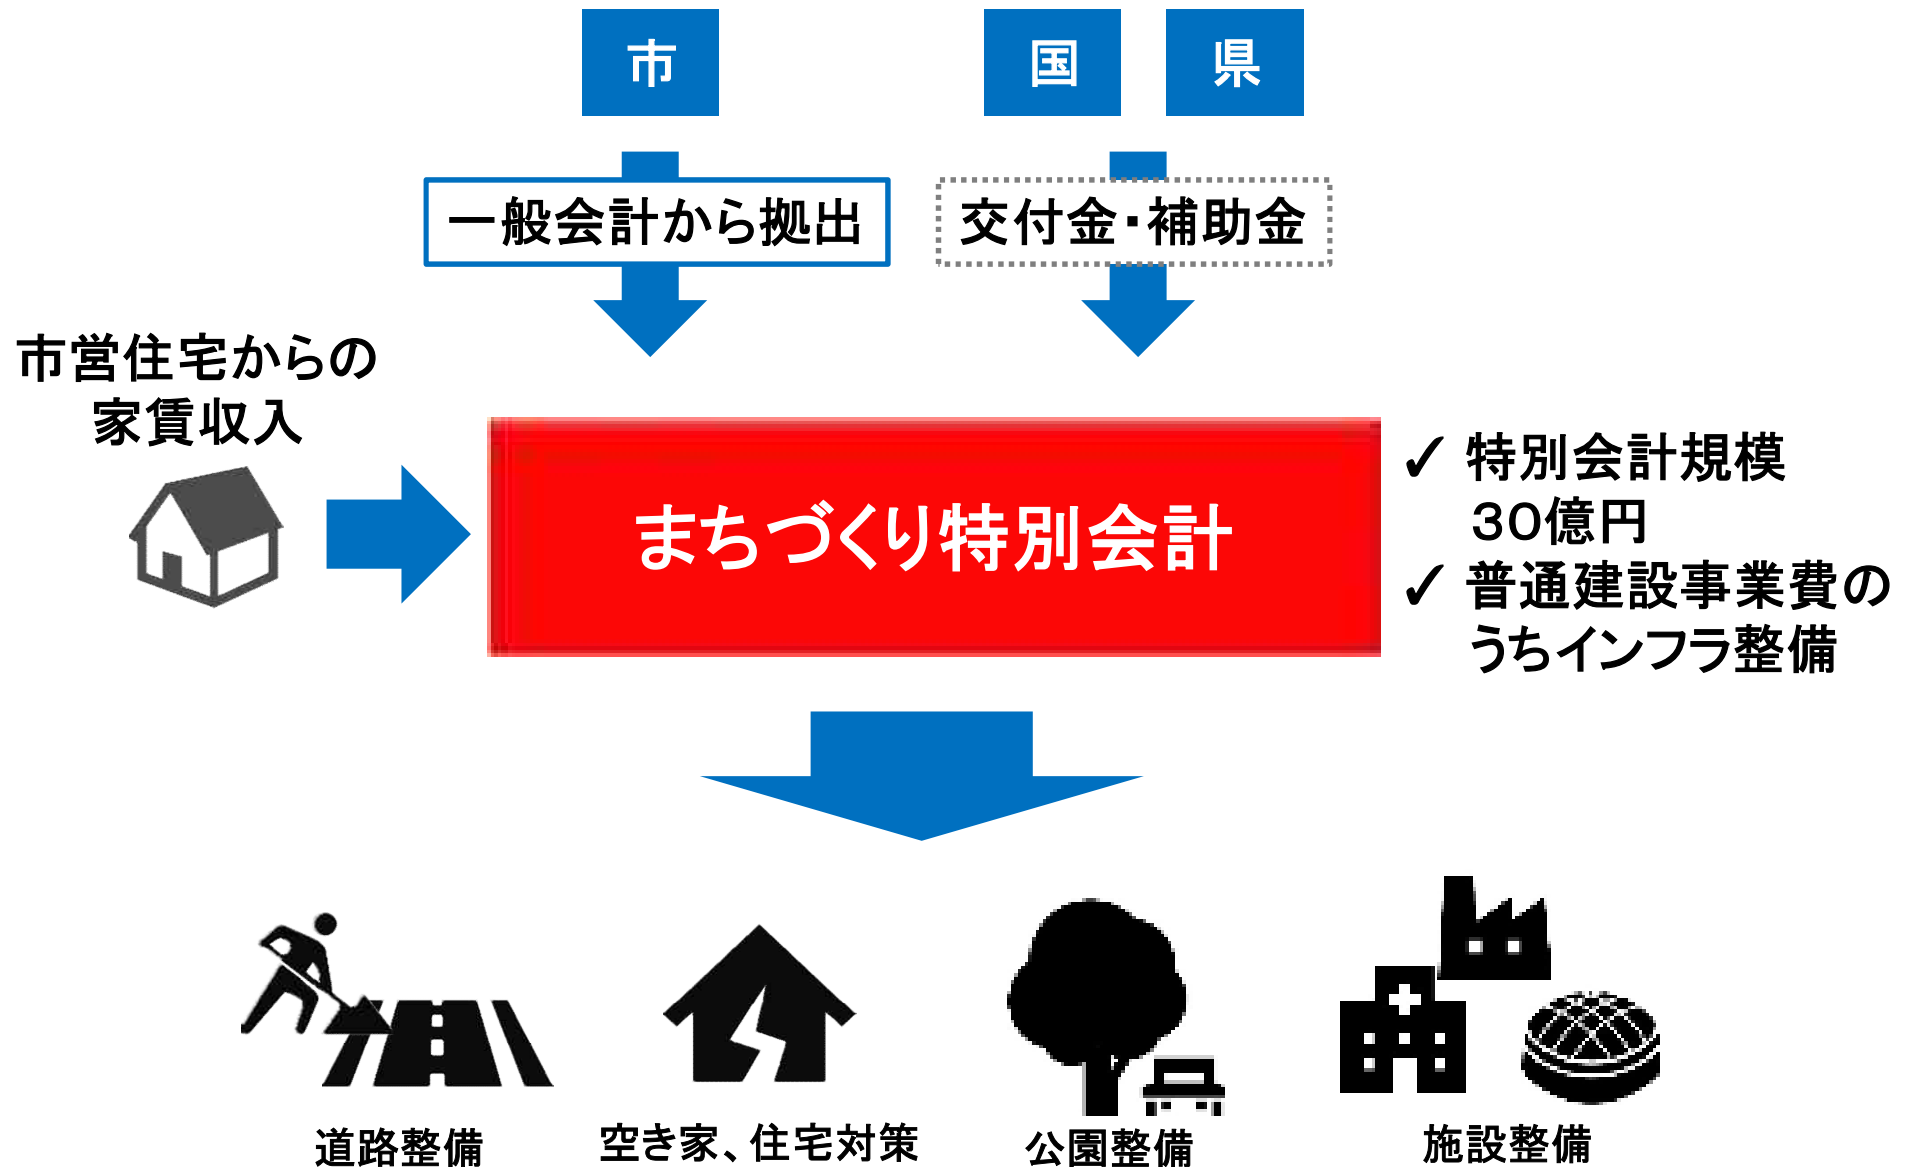 市
国
県
一般会計から拠出
交付金・補助金
市営住宅からの
家賃収入
まちづくり特別会計
✓ 特別会計規模
３０億円
✓ 普通建設事業費の
うちインフラ整備
道路整備
空き家、住宅対策
公園整備
施設整備